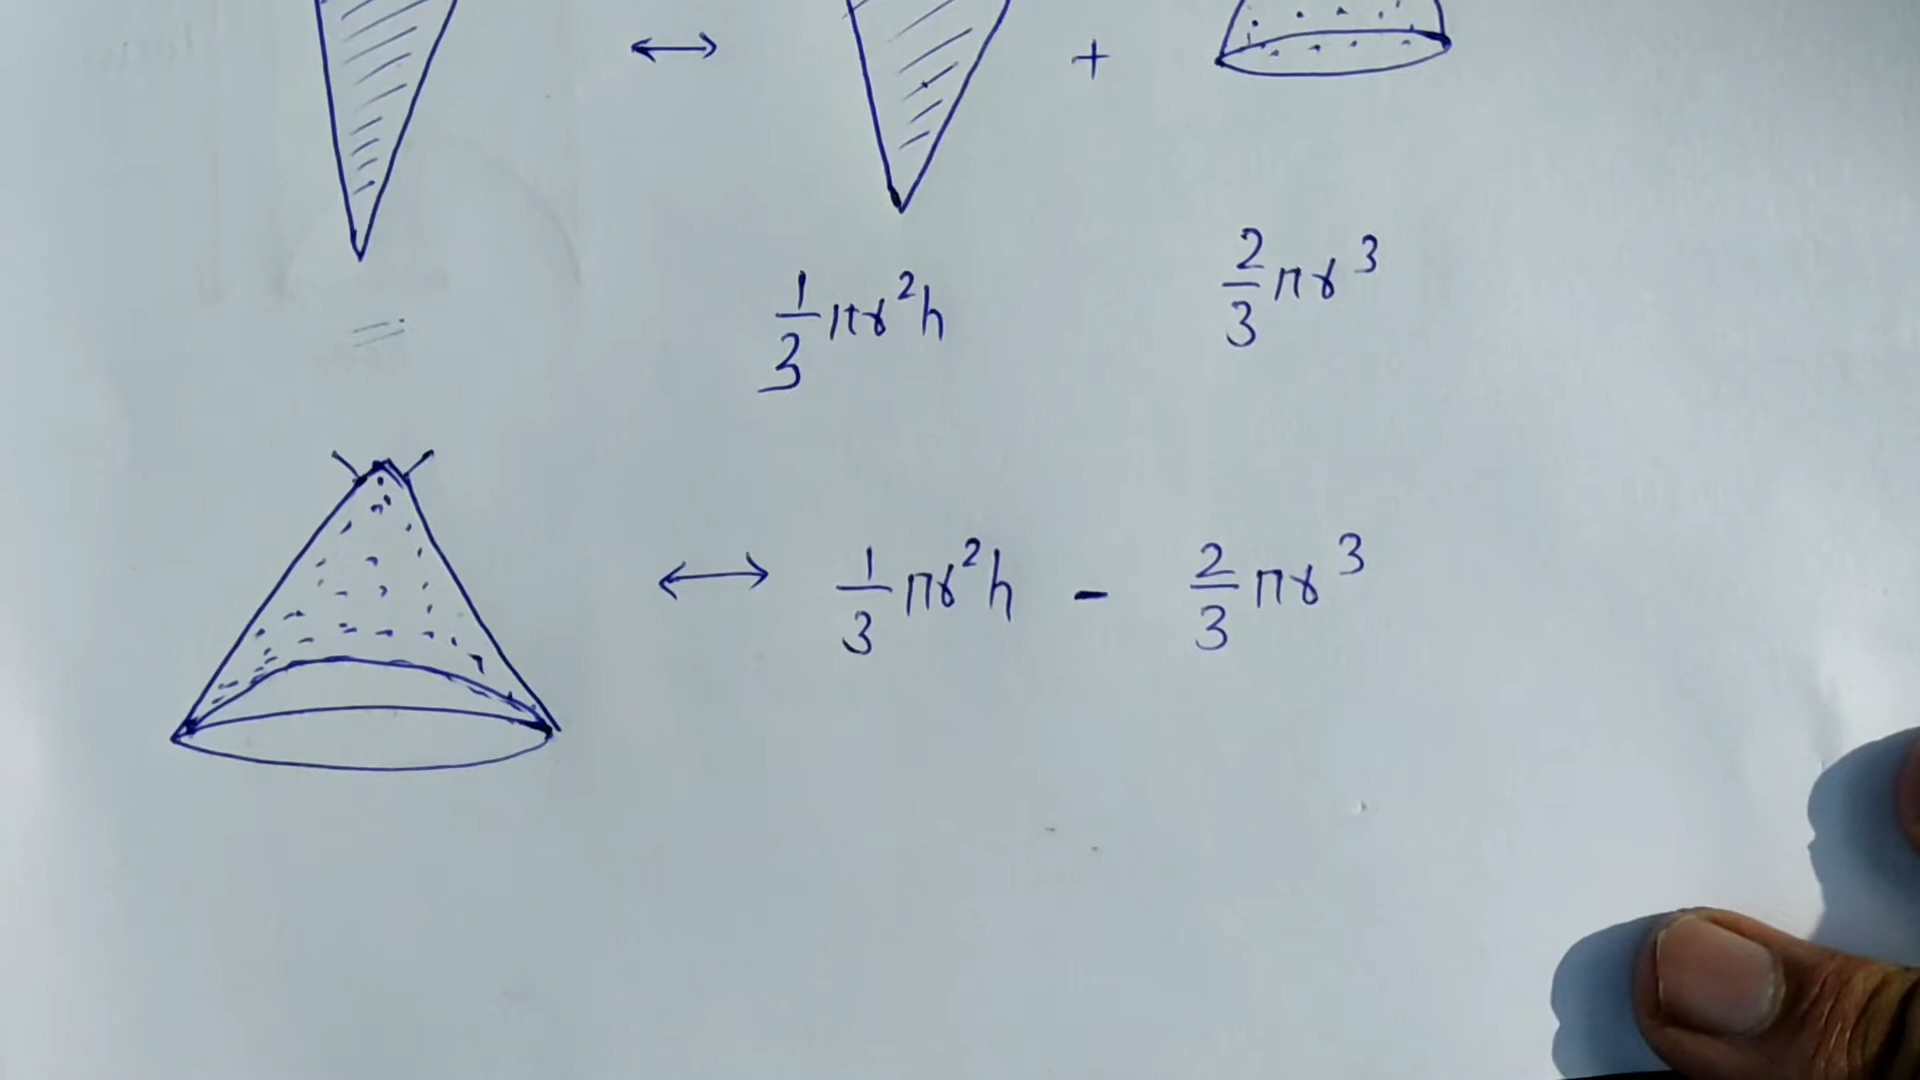 ↔ +
1/3 πr²h 2/3 πr³
↔ 1/3 πr²h - 2/3 πr³